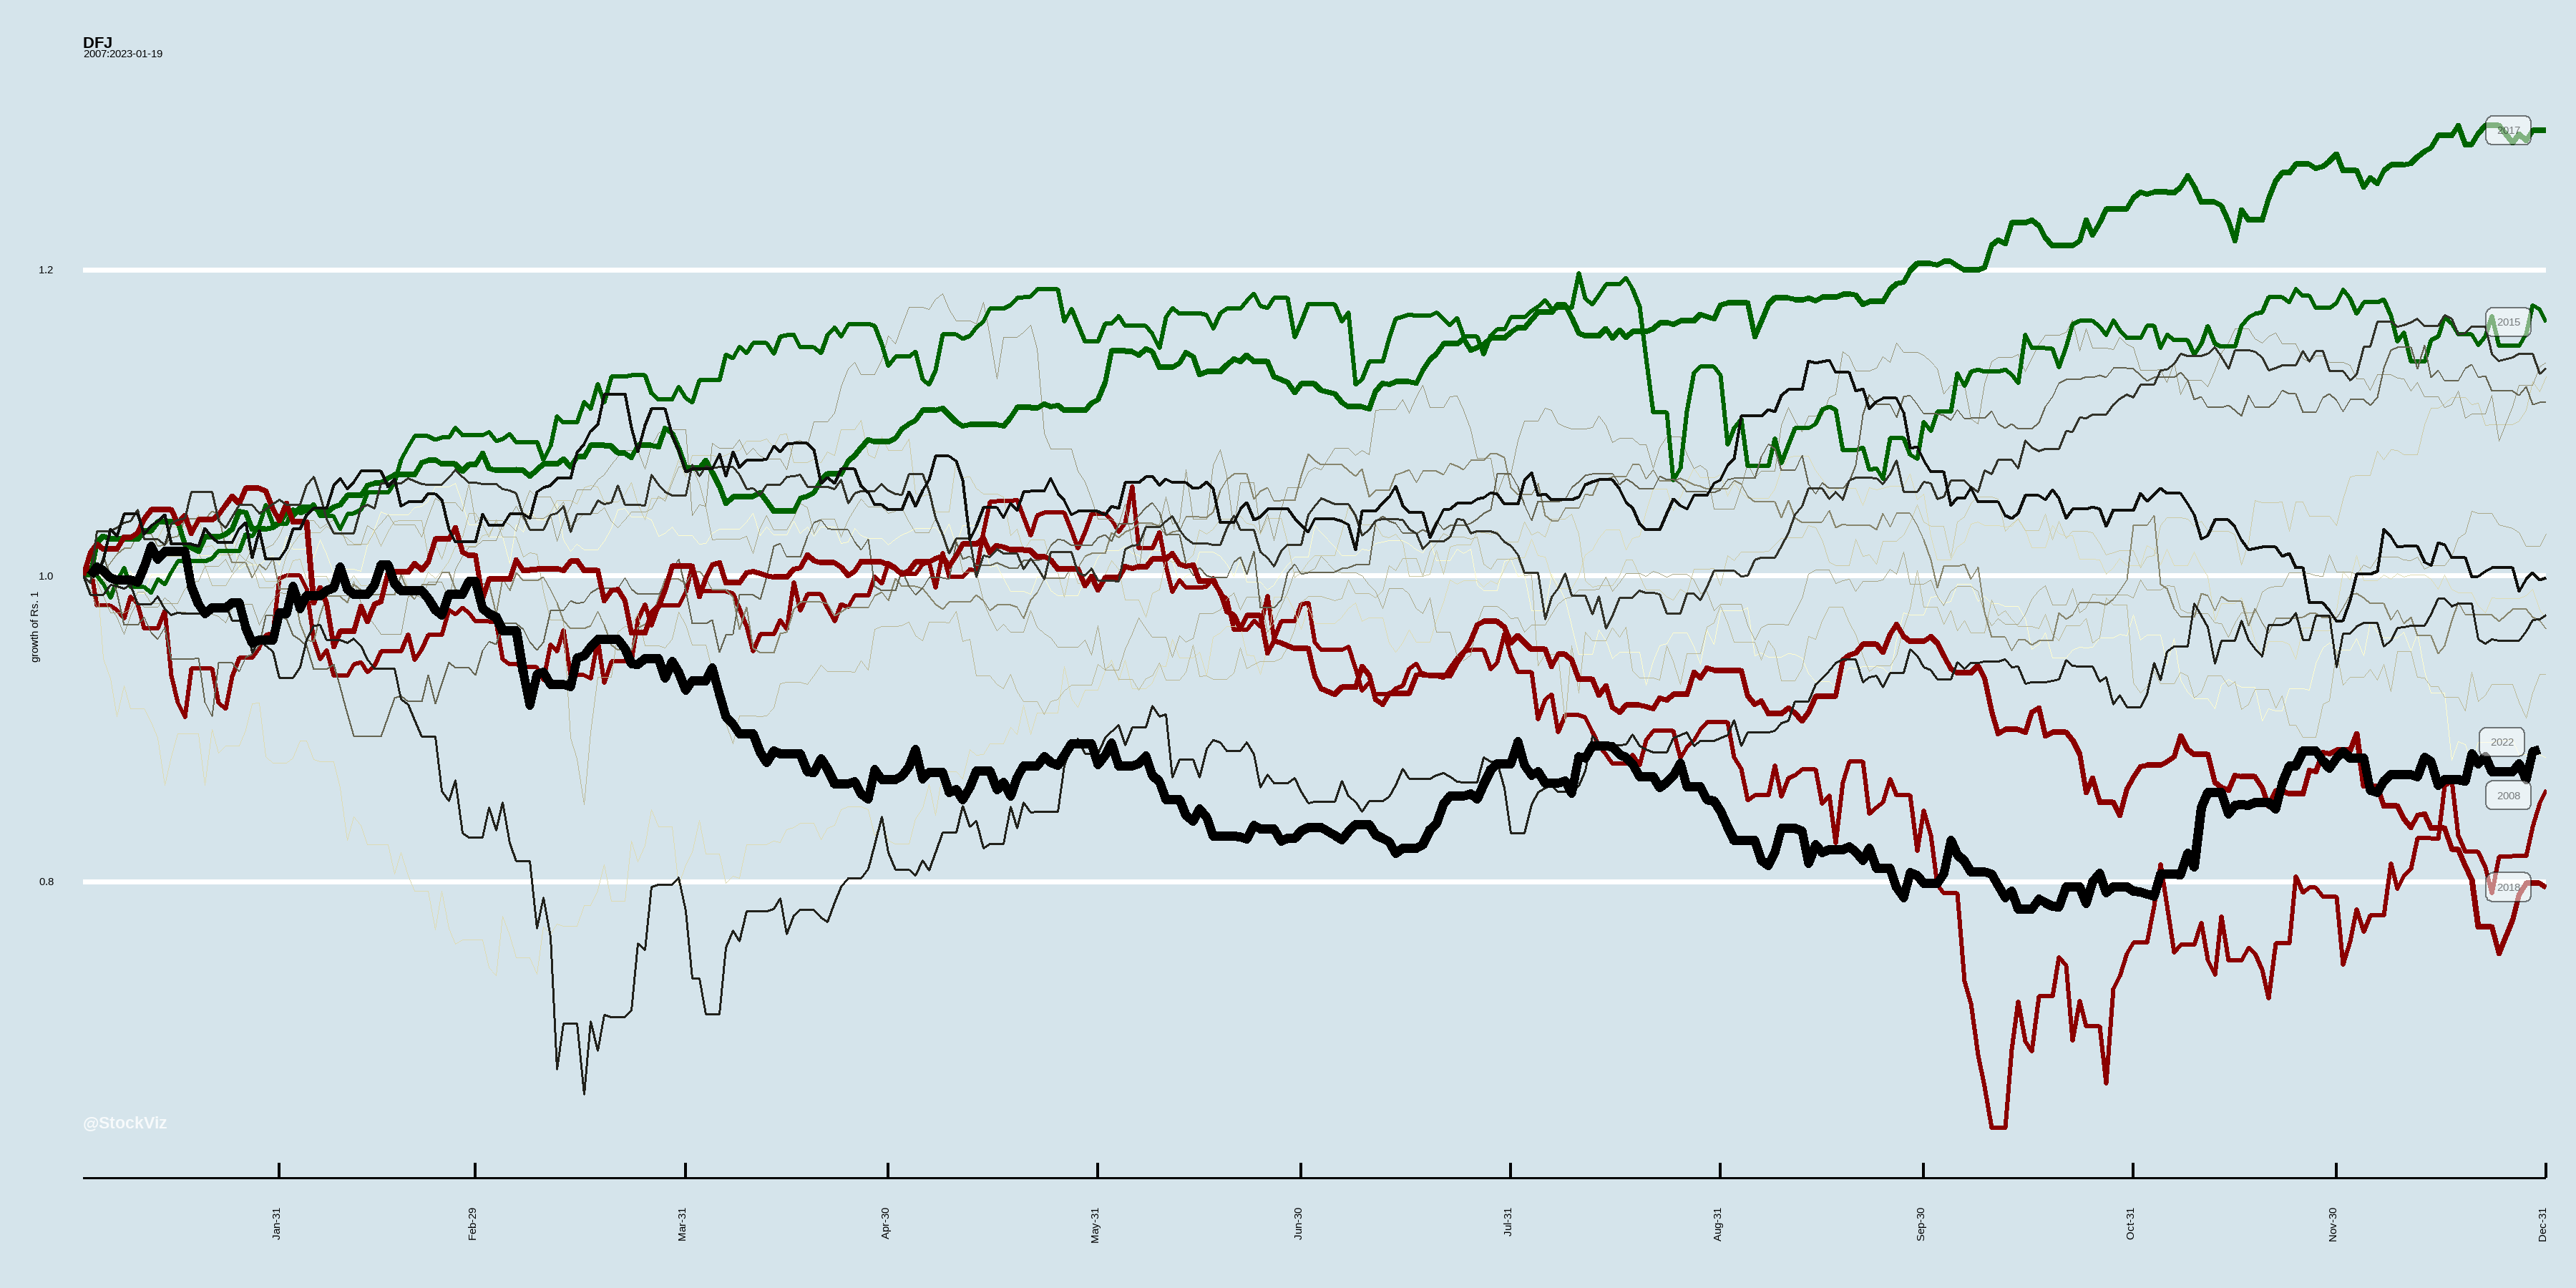 DFJ
2007:2023-01-19
2017
1.2
2015
1.0
growth of Rs. 1
2022
2008
0.8
2018
@StockViz
Jan-31
Feb-29
Mar-31
Apr-30
May-31
Jun-30
Jul-31
Aug-31
Sep-30
Oct-31
Nov-30
Dec-31